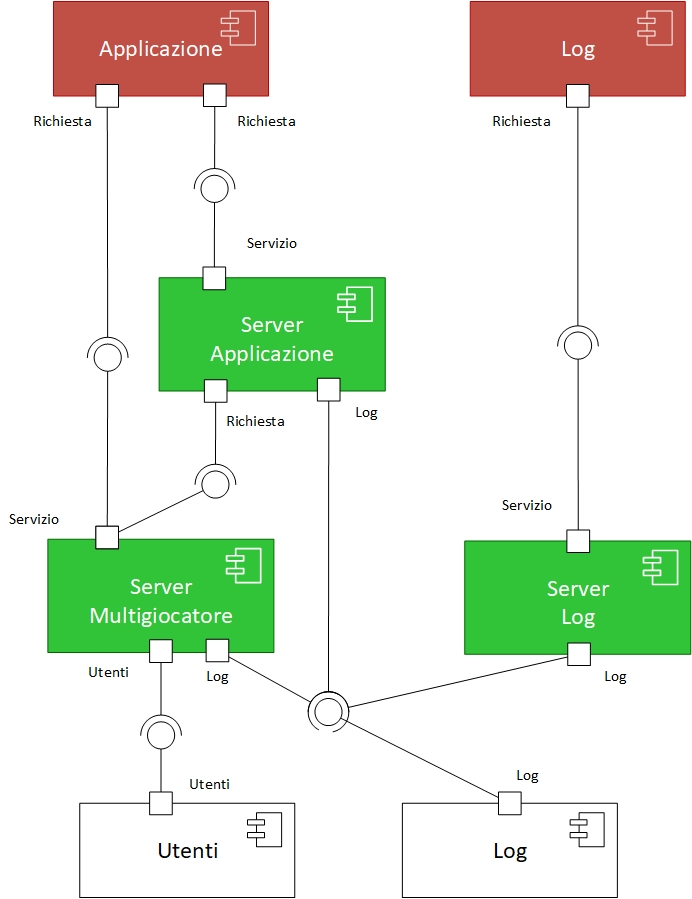 Applicazione
Log
Richiesta
Richiesta
Richiesta
Servizio
Server
Applicazione
Richiesta
Log
Servizio
Servizio
Server
Multigiocatore
Server
Log
Utenti
Log
Log
Utenti
Log
Utenti
Log